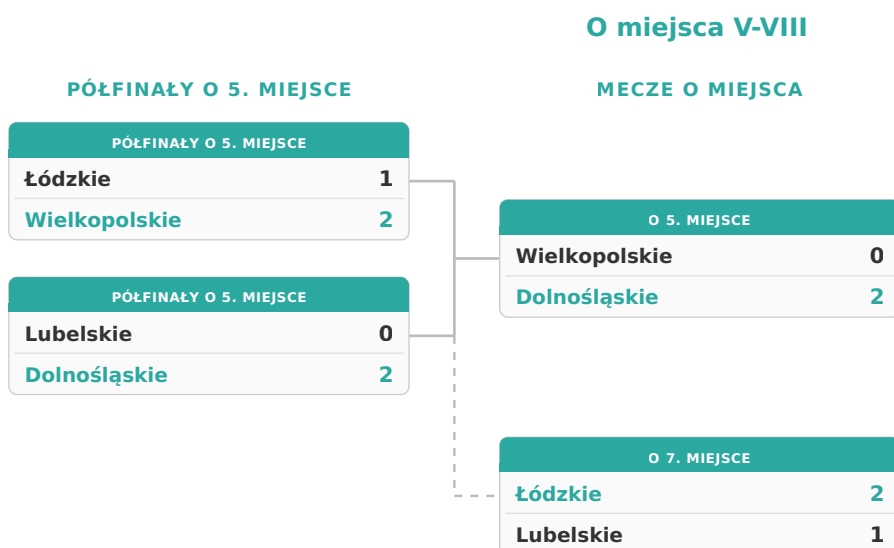 O miejsca V-VIII
PÓŁFINAŁY O 5. MIEJSCE
MECZE O MIEJSCA
PÓŁFINAŁY O 5. MIEJSCE
Łódzkie 1
Wielkopolskie 2
PÓŁFINAŁY O 5. MIEJSCE
Lubelskie 0
Dolnośląskie 2
O 5. MIEJSCE
Wielkopolskie 0
Dolnośląskie 2
O 7. MIEJSCE
Łódzkie 2
Lubelskie 1